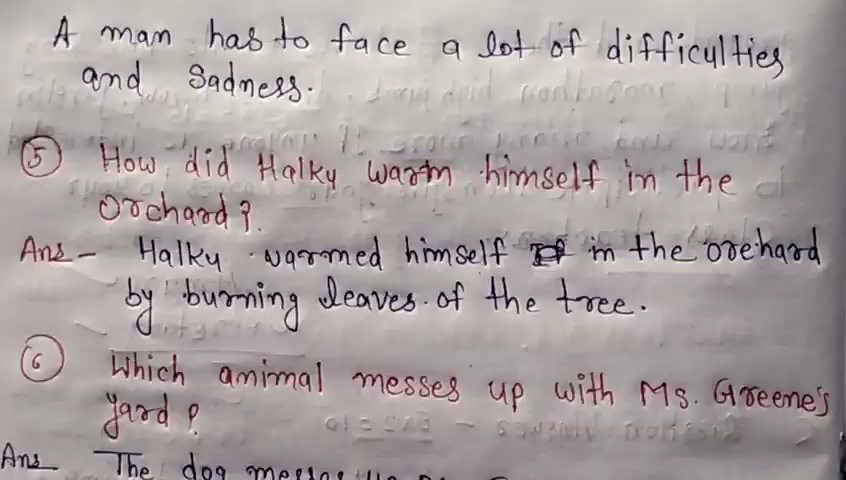 A man has to face a lot of difficulties
and Sadness.
5 How did Halky warm himself in the
Orchard?
Ans - Halky warmed himself in the orchard
by burning leaves of the tree.
6 Which animal messes up with Ms. Greene's
yard?
Ans The dog messes up